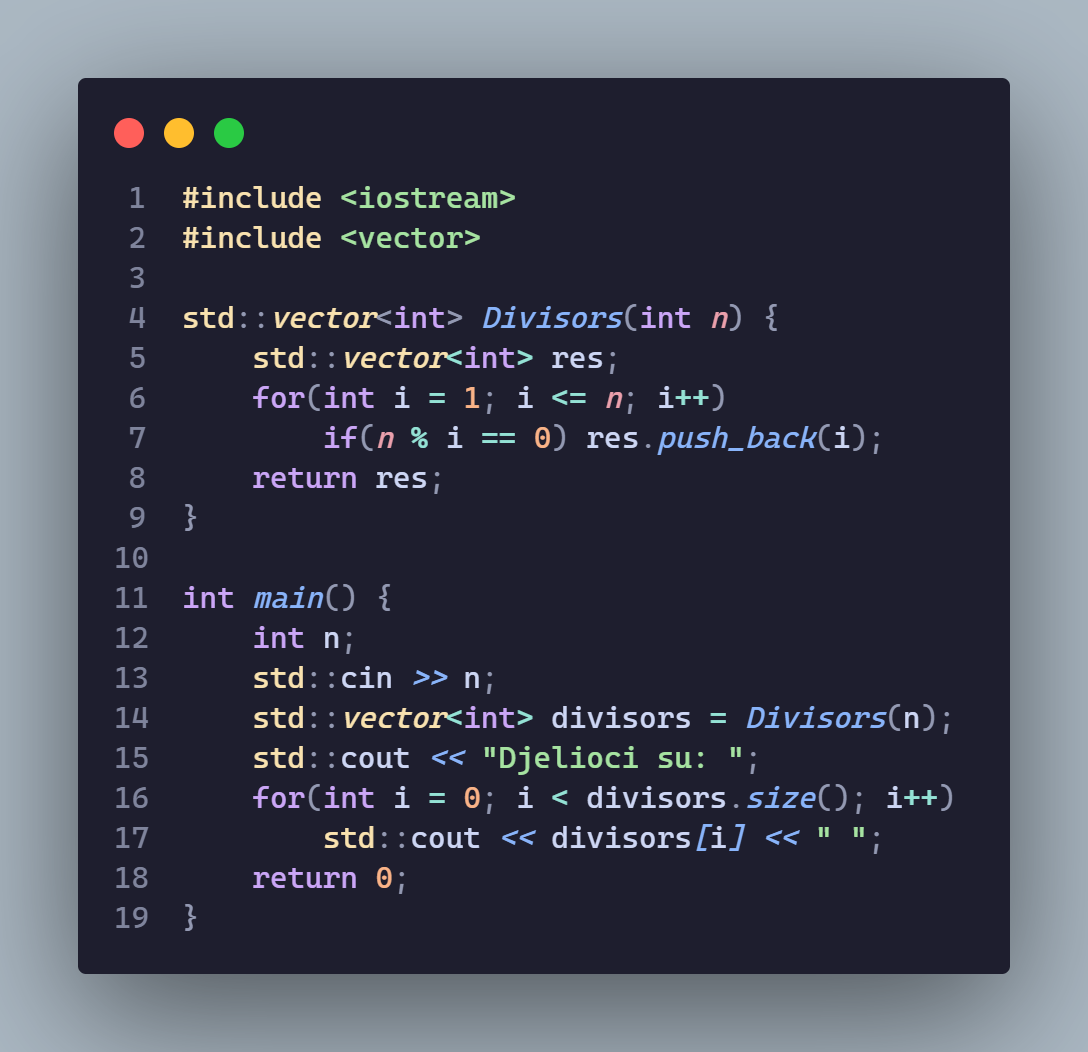 1 #include <iostream>
2 #include <vector>
3
4 std::vector<int> Divisors(int n) {
5     std::vector<int> res;
6     for(int i = 1; i <= n; i++)
7         if(n % i == 0) res.push_back(i);
8     return res;
9 }
10
11 int main() {
12     int n;
13     std::cin >> n;
14     std::vector<int> divisors = Divisors(n);
15     std::cout << "Djelioci su: ";
16     for(int i = 0; i < divisors.size(); i++)
17         std::cout << divisors[i] << " ";
18     return 0;
19 }